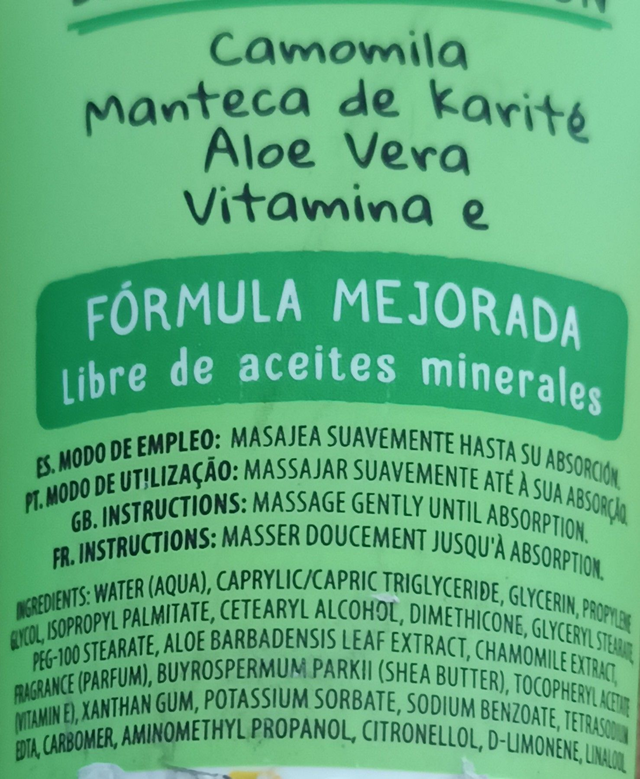 Camomila
Manteca de Karité
Aloe Vera
Vitamina e
FÓRMULA MEJORADA
Libre de aceites minerales
ES. MODO DE EMPLEO: MASAJEA SUAVEMENTE HASTA SU ABSORCIÓN.
PT. MODO DE UTILIZAÇÃO: MASSAJAR SUAVEMENTE ATÉ À SUA ABSORÇÃO.
GB. INSTRUCTIONS: MASSAGE GENTLY UNTIL ABSORPTION.
FR. INSTRUCTIONS: MASSER DOUCEMENT JUSQU'À ABSORPTION.
INGREDIENTS: WATER (AQUA), CAPRYLIC/CAPRIC TRIGLYCERIDE, GLYCERIN, PROPYLENE
GLYCOL, ISOPROPYL PALMITATE, CETEARYL ALCOHOL, DIMETHICONE, GLYCERYL STEARATE,
PEG-100 STEARATE, ALOE BARBADENSIS LEAF EXTRACT, CHAMOMILE EXTRACT,
FRAGRANCE (PARFUM), BUYROSPERMUM PARKII (SHEA BUTTER), TOCOPHERYL ACETATE
(VITAMIN E), XANTHAN GUM, POTASSIUM SORBATE, SODIUM BENZOATE, TETRASODIUM
EDTA, CARBOMER, AMINOMETHYL PROPANOL, CITRONELLOL, D-LIMONENE, LINALOOL